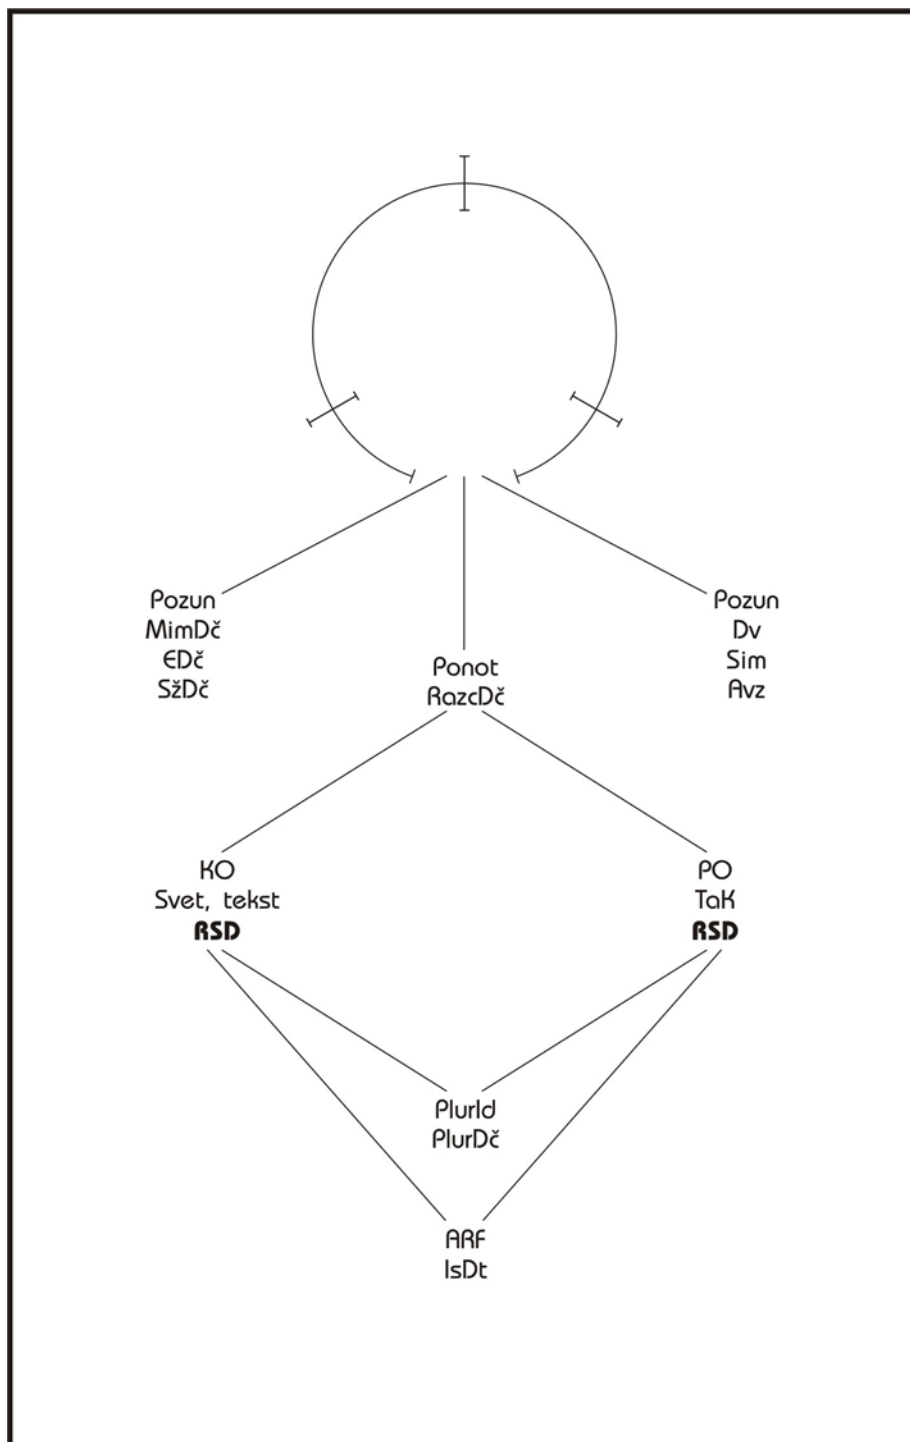 Pozun
MimDč
EDč
SžDč
Pozun
Dv
Sim
Avz
Ponot
RazcDč
KO
Svet, tekst
RSD
PO
TaK
RSD
PlurId
PlurDč
ARF
IsDt